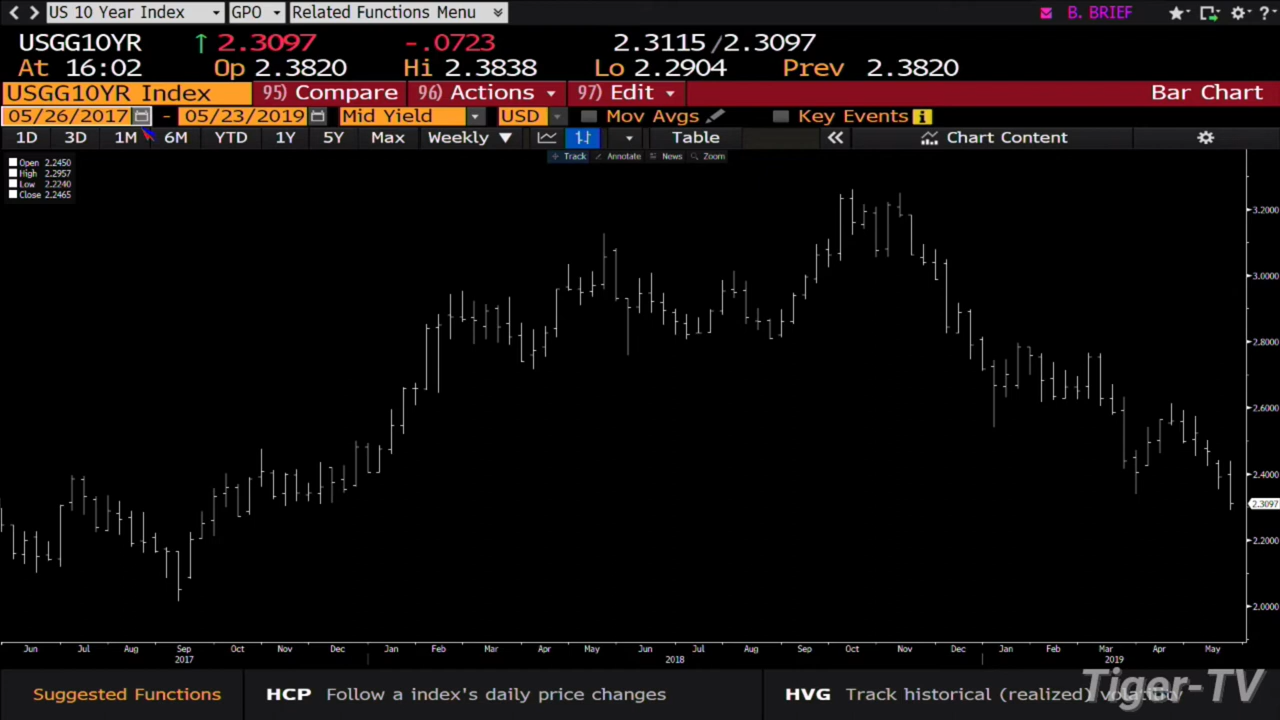 US 10 Year Index GPO Related Functions Menu B. BRIEF ?
USGG10YR ↑ 2.3097 -.0723 2.3115/2.3097
At 16:02 Op 2.3820 Hi 2.3838 Lo 2.2904 Prev 2.3820
USGG10YR Index 95) Compare 96) Actions 97) Edit Bar Chart
05/26/2017 - 05/23/2019 Mid Yield USD Mov Avgs Key Events i
1D 3D 1M 6M YTD 1Y 5Y Max Weekly ▼ Table « Chart Content
Track Annotate News Zoom
Open 2.2450
High 2.2957
Low 2.2240
Close 2.2465
3.2000
3.0000
2.8000
2.6000
2.4000
2.3097
2.2000
2.0000
Jun Jul Aug Sep Oct Nov Dec Feb Mar Apr May Jun Jul Aug Sep Oct Nov Dec Jan Mar Apr May
2017 2018 2019
Suggested Functions HCP Follow a index's daily price changes HVG Track historical (realized) volatility
Tiger-TV